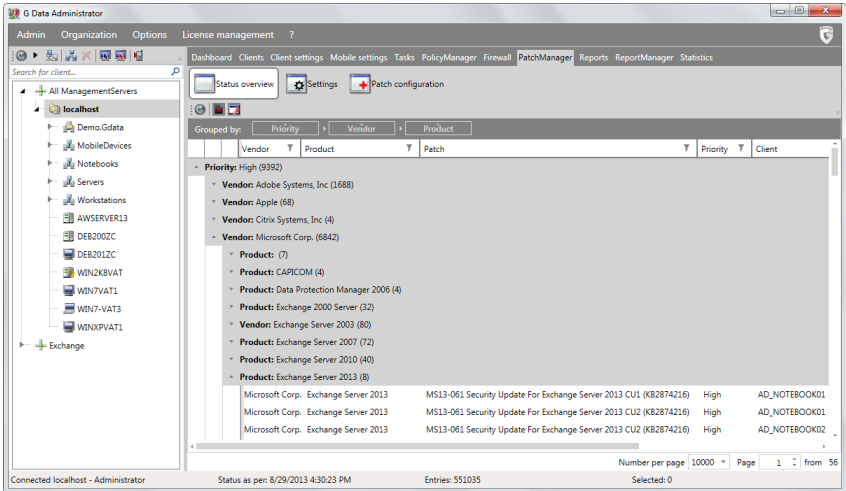 G Data Administrator
Admin Organization Options License management ?
Search for client...
All ManagementServers
localhost
Demo.Gdata
MobileDevices
Notebooks
Servers
Workstations
AWSERVER13
DEB200ZC
DEB201ZC
WIN2K8VAT
WIN7VAT1
WIN7-VAT3
WINXPVAT1
Exchange
Dashboard Clients Client settings Mobile settings Tasks PolicyManager Firewall PatchManager Reports ReportManager Statistics
Status overview Settings Patch configuration
Grouped by: Priority Vendor Product
Vendor Product Patch Priority Client
Priority: High (9392)
Vendor: Adobe Systems, Inc (1688)
Vendor: Apple (68)
Vendor: Citrix Systems, Inc (4)
Vendor: Microsoft Corp. (6842)
Product: (7)
Product: CAPICOM (4)
Product: Data Protection Manager 2006 (4)
Product: Exchange 2000 Server (32)
Vendor: Exchange Server 2003 (80)
Product: Exchange Server 2007 (72)
Product: Exchange Server 2010 (40)
Product: Exchange Server 2013 (8)
Microsoft Corp. Exchange Server 2013 MS13-061 Security Update For Exchange Server 2013 CU1 (KB2874216) High AD_NOTEBOOK01
Microsoft Corp. Exchange Server 2013 MS13-061 Security Update For Exchange Server 2013 CU2 (KB2874216) High AD_NOTEBOOK01
Microsoft Corp. Exchange Server 2013 MS13-061 Security Update For Exchange Server 2013 CU2 (KB2874216) High AD_NOTEBOOK02
Number per page 10000 Page 1 from 56
Connected localhost - Administrator Status as per: 8/29/2013 4:30:23 PM Entries: 551035 Selected: 0